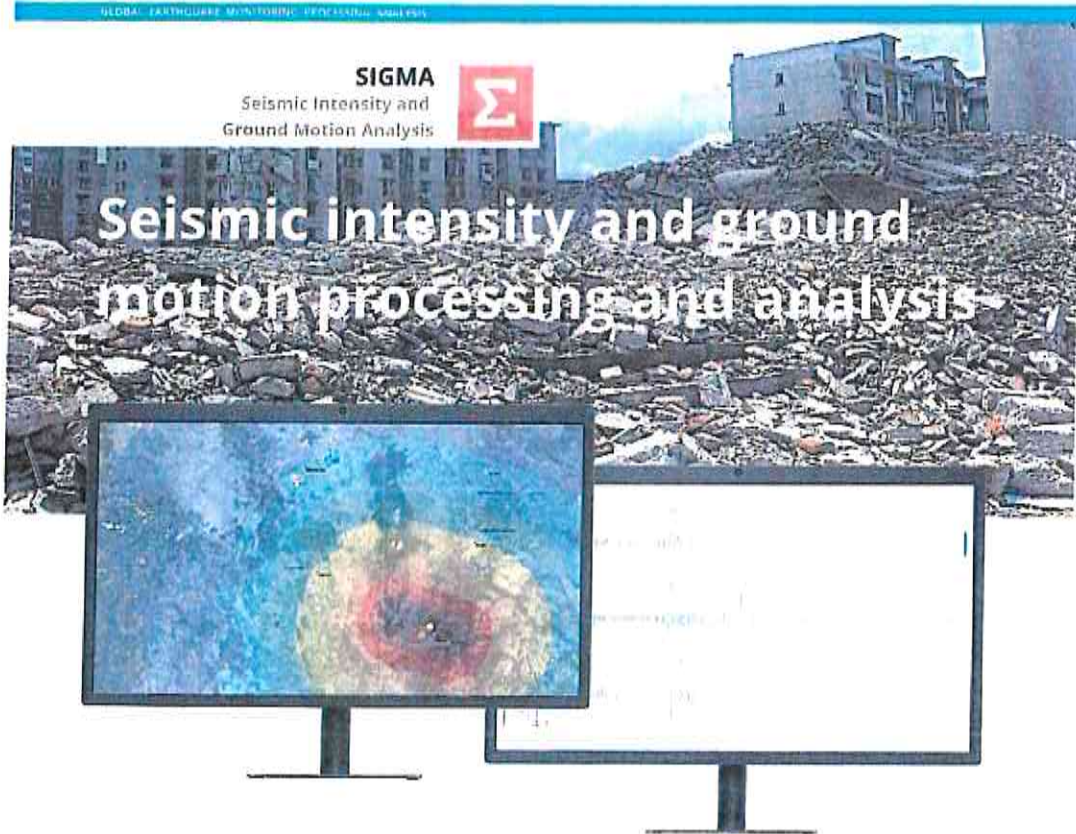 GLOBAL EARTHQUAKE MONITORING PROCESSING ANALYSIS
SIGMA
Seismic Intensity and
Ground Motion Analysis
Σ
Seismic intensity and ground
motion processing and analysis